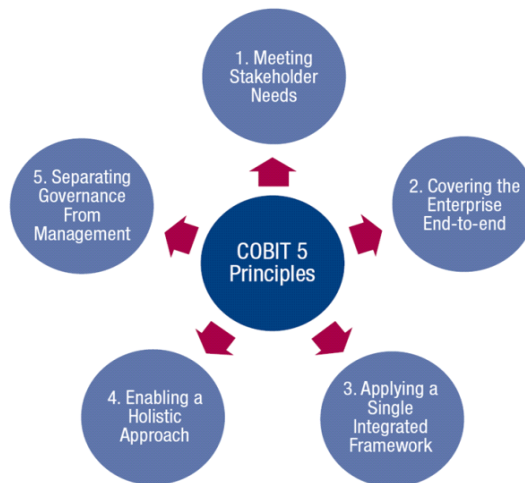 1. Meeting
Stakeholder
Needs
2. Covering the
Enterprise
End-to-end
3. Applying a
Single
Integrated
Framework
4. Enabling a
Holistic
Approach
5. Separating
Governance
From
Management
COBIT 5
Principles